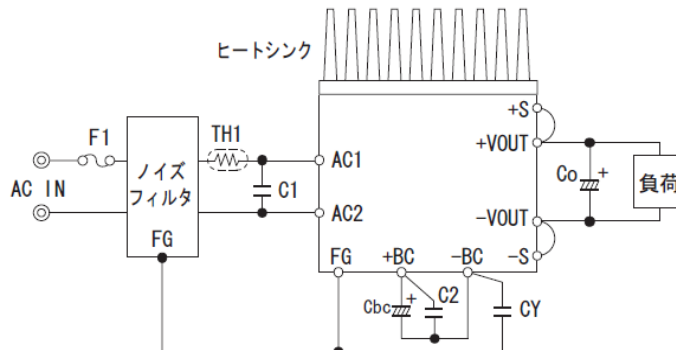 ヒートシンク
+S
F1
TH1
+VOUT
AC1
ノイズ
フィルタ
AC IN
C1
Co
+
負荷
AC2
-VOUT
FG
FG
+BC
-BC
-S
Cbc
+
C2
CY